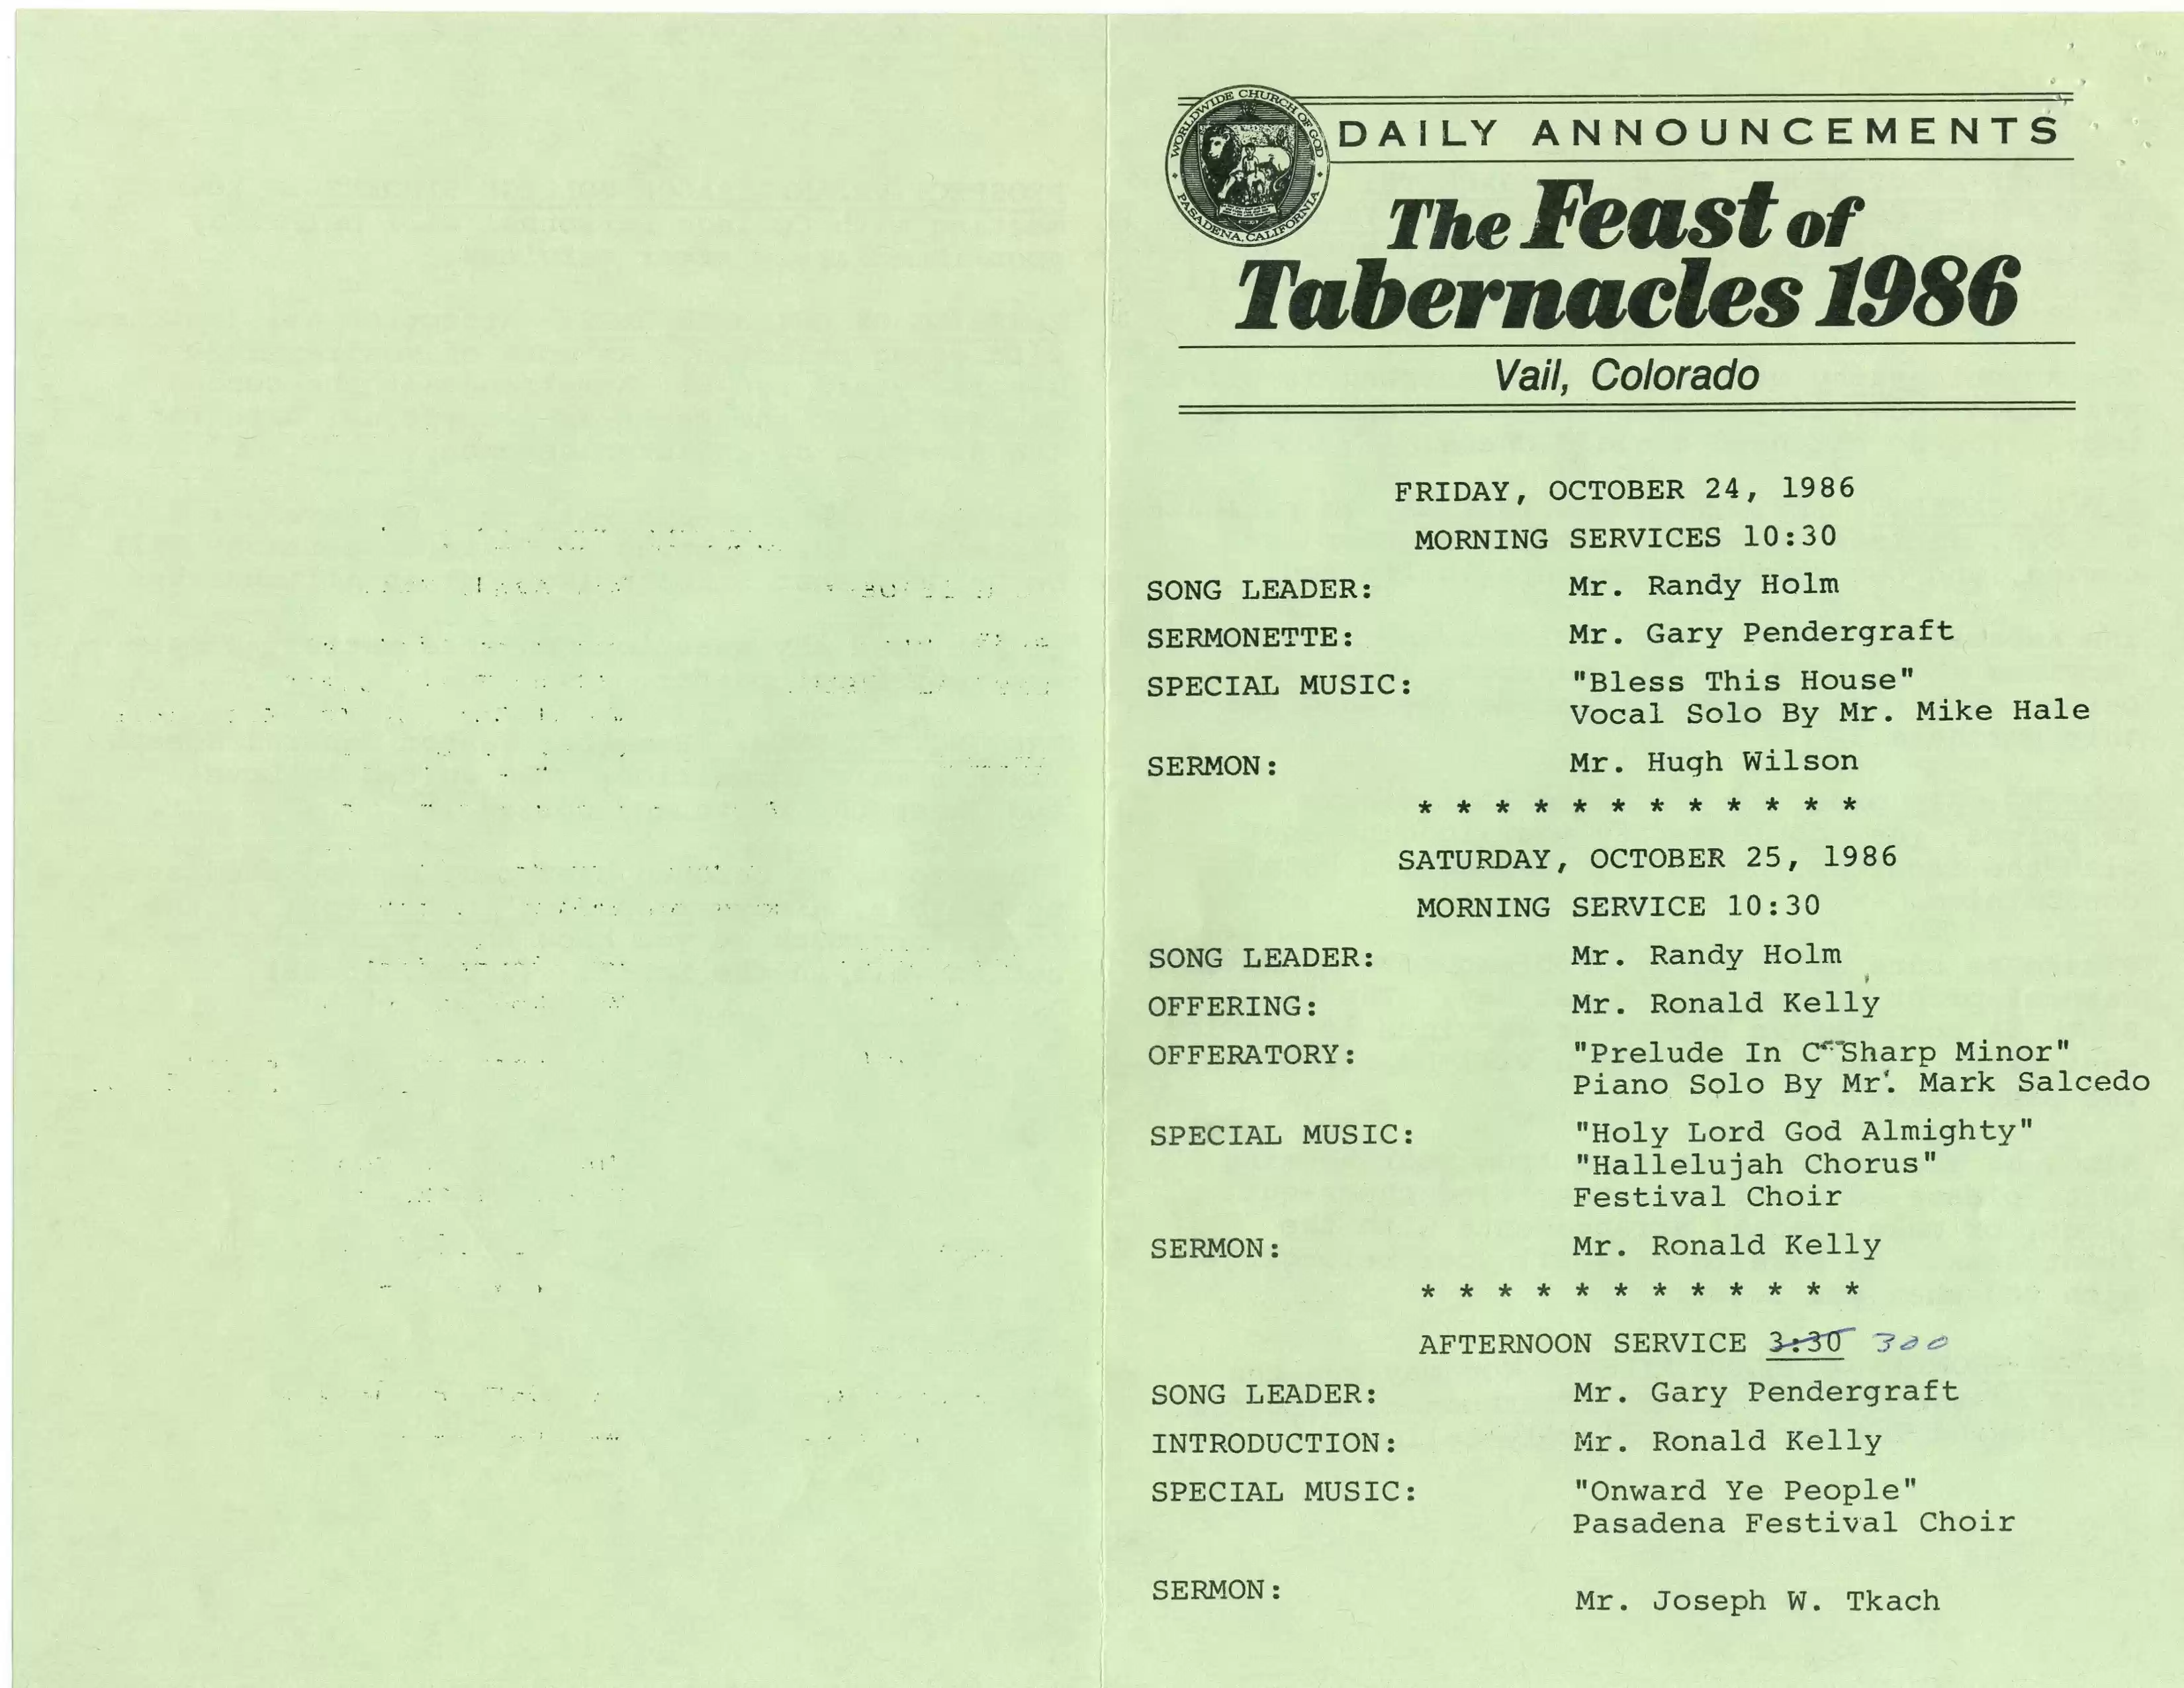 WORLDWIDE CHURCH OF GOD
PASADENA, CALIFORNIA
DAILY ANNOUNCEMENTS
The Feast of
Tabernacles 1986
Vail, Colorado
FRIDAY, OCTOBER 24, 1986
MORNING SERVICES 10:30
SONG LEADER: Mr. Randy Holm
SERMONETTE: Mr. Gary Pendergraft
SPECIAL MUSIC: "Bless This House"
Vocal Solo By Mr. Mike Hale
SERMON: Mr. Hugh Wilson
* * * * * * * * * * * *
SATURDAY, OCTOBER 25, 1986
MORNING SERVICE 10:30
SONG LEADER: Mr. Randy Holm
OFFERING: Mr. Ronald Kelly
OFFERATORY: "Prelude In C Sharp Minor"
Piano Solo By Mr. Mark Salcedo
SPECIAL MUSIC: "Holy Lord God Almighty"
"Hallelujah Chorus"
Festival Choir
SERMON: Mr. Ronald Kelly
* * * * * * * * * * * *
AFTERNOON SERVICE 3:30 300
SONG LEADER: Mr. Gary Pendergraft
INTRODUCTION: Mr. Ronald Kelly
SPECIAL MUSIC: "Onward Ye People"
Pasadena Festival Choir
SERMON: Mr. Joseph W. Tkach